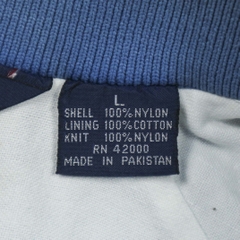 L
SHELL 100%NYLON
LINING 100%COTTON
KNIT 100%NYLON
RN 42000
MADE IN PAKISTAN